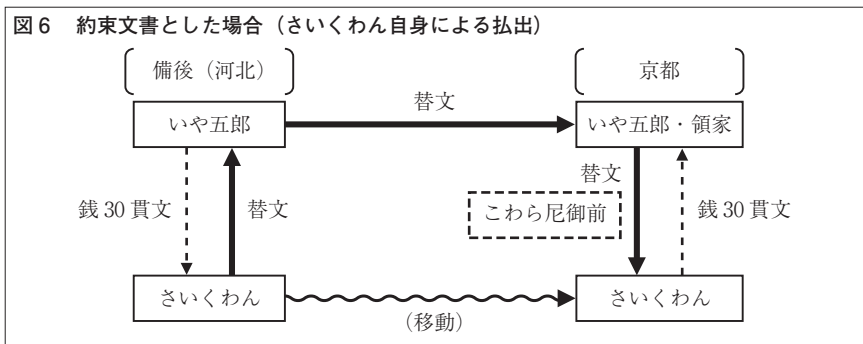 図6 約束文書とした場合（さいくわん自身による払出）
備後（河北）
京都
替文
いや五郎
いや五郎・領家
替文
銭30貫文
替文
こわら尼御前
銭30貫文
さいくわん
さいくわん
（移動）